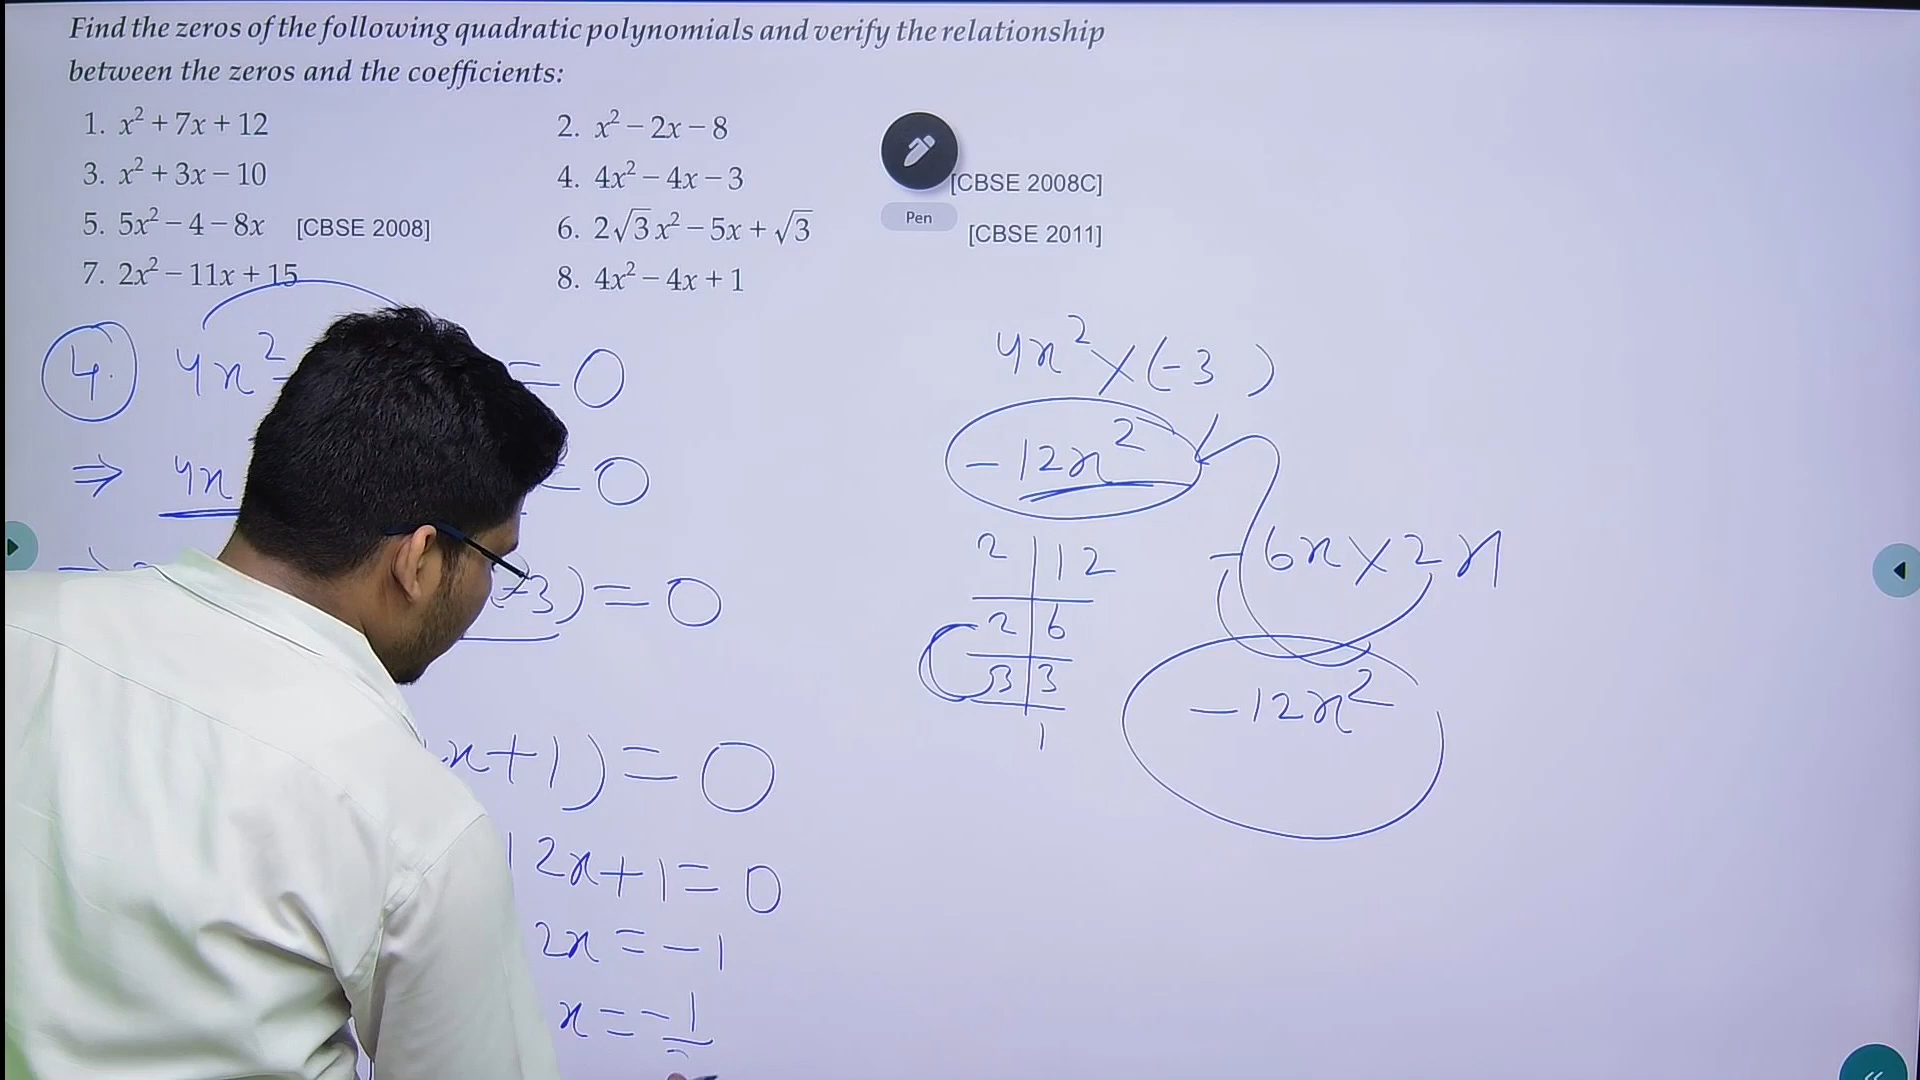 Find the zeros of the following quadratic polynomials and verify the relationship
between the zeros and the coefficients:
1. x² + 7x + 12
2. x² − 2x − 8
3. x² + 3x − 10
4. 4x² − 4x − 3 [CBSE 2008C]
5. 5x² − 4 − 8x [CBSE 2008]
6. 2√3x² − 5x + √3 [CBSE 2011]
7. 2x² − 11x + 15
8. 4x² − 4x + 1
Pen
4. 4x² = 0
⇒ 4x = 0
-3) = 0
x+1) = 0
2x+1 = 0
2x = -1
x = -1
4x² × (-3)
-12x²
2 | 12
2 | 6
3 | 3
1
-6x × 2x
-12x²